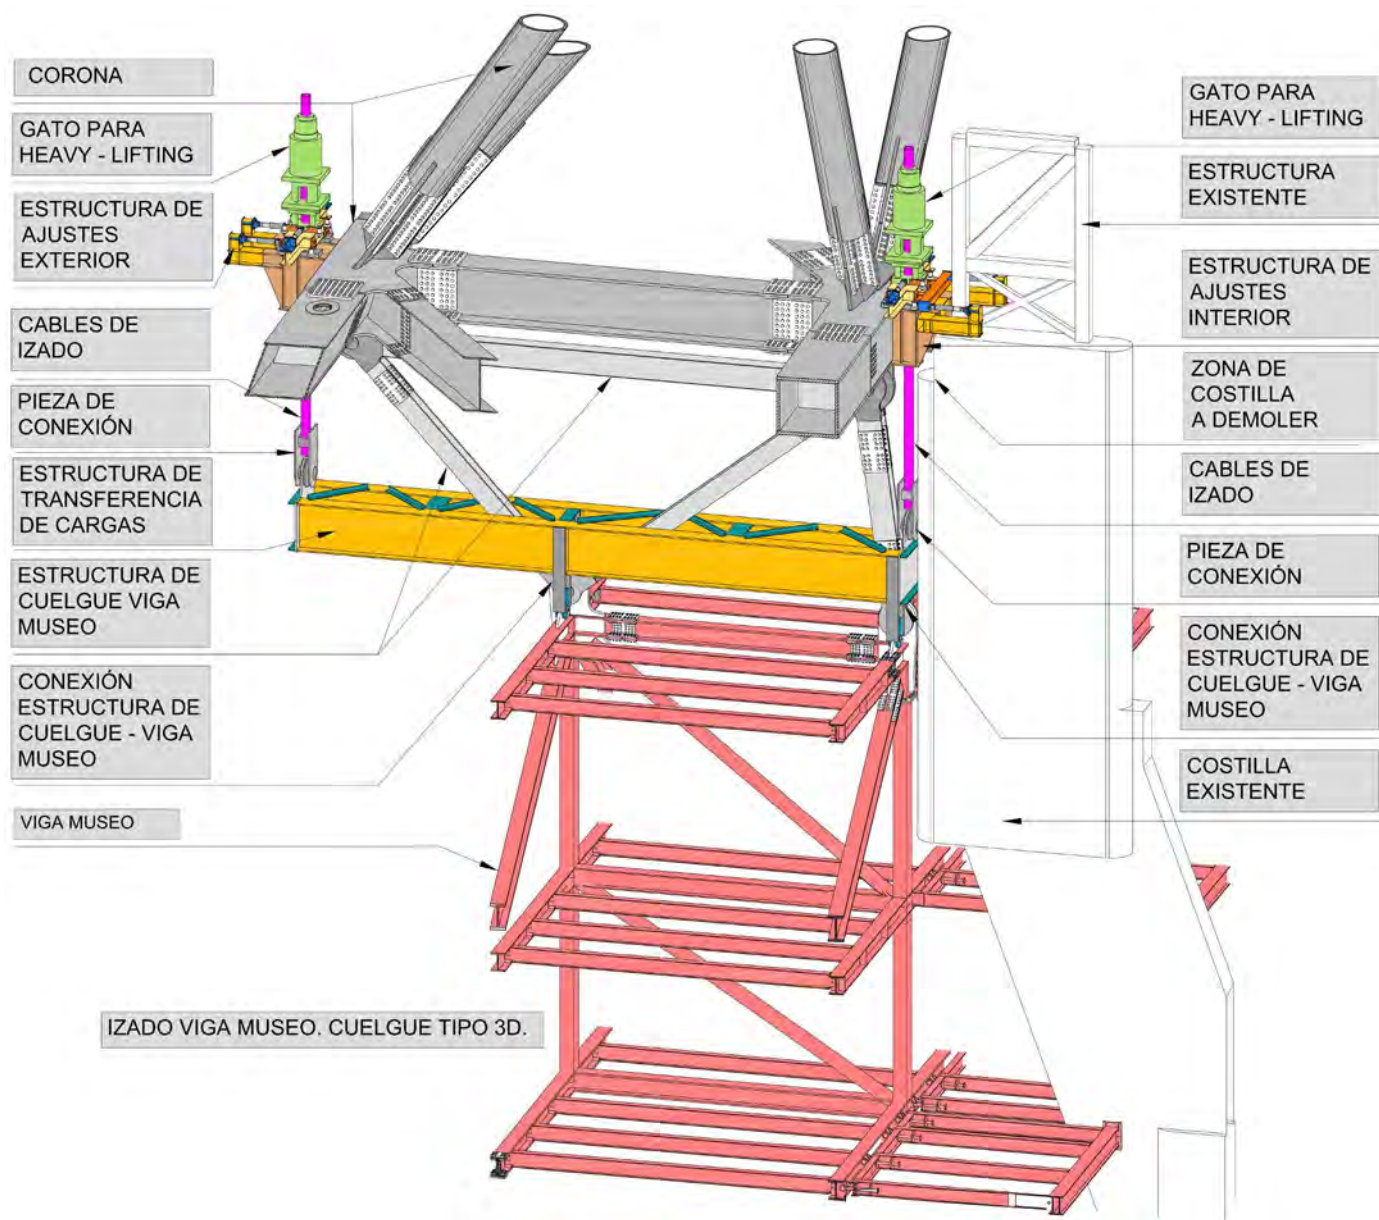 CORONA
GATO PARA
HEAVY - LIFTING
ESTRUCTURA DE
AJUSTES
EXTERIOR
CABLES DE
IZADO
PIEZA DE
CONEXIÓN
ESTRUCTURA DE
TRANSFERENCIA
DE CARGAS
ESTRUCTURA DE
CUELGUE VIGA
MUSEO
CONEXIÓN
ESTRUCTURA DE
CUELGUE - VIGA
MUSEO
VIGA MUSEO
IZADO VIGA MUSEO. CUELGUE TIPO 3D.
GATO PARA
HEAVY - LIFTING
ESTRUCTURA
EXISTENTE
ESTRUCTURA DE
AJUSTES
INTERIOR
ZONA DE
COSTILLA
A DEMOLER
CABLES DE
IZADO
PIEZA DE
CONEXIÓN
CONEXIÓN
ESTRUCTURA DE
CUELGUE - VIGA
MUSEO
COSTILLA
EXISTENTE